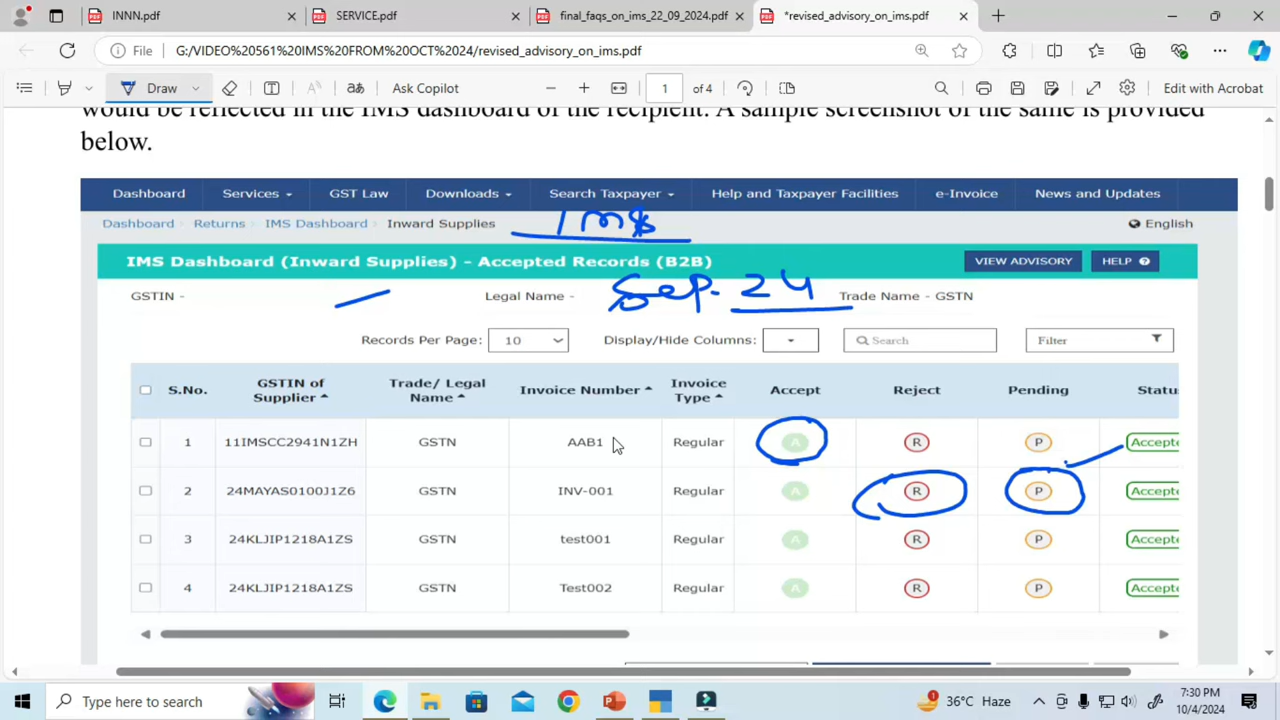 INNN.pdf
SERVICE.pdf
final_faqs_on_ims_22_09_2024.pdf
*revised_advisory_on_ims.pdf
File G:/VIDEO%20561%20IMS%20FROM%20OCT%202024/revised_advisory_on_ims.pdf
Draw
Ask Copilot
1 of 4
Edit with Acrobat
would be reflected in the IMS dashboard of the recipient. A sample screenshot of the same is provided
below.
Dashboard Services GST Law Downloads Search Taxpayer Help and Taxpayer Facilities e-Invoice News and Updates
Dashboard Returns IMS Dashboard Inward Supplies English
Ims
IMS Dashboard (Inward Supplies) - Accepted Records (B2B) VIEW ADVISORY HELP
GSTIN - Legal Name - Sep. 24 Trade Name - GSTN
Records Per Page: 10 Display/Hide Columns: Search Filter
S.No. GSTIN of Supplier Trade/ Legal Name Invoice Number Invoice Type Accept Reject Pending Statu
1 11IMSCC2941N1ZH GSTN AAB1 Regular A R P Accepte
2 24MAYAS0100J1Z6 GSTN INV-001 Regular A R P Accepte
3 24KLJIP1218A1ZS GSTN test001 Regular A R P Accepte
4 24KLJIP1218A1ZS GSTN Test002 Regular A R P Accepte
Type here to search
1
36°C Haze
7:30 PM
10/4/2024